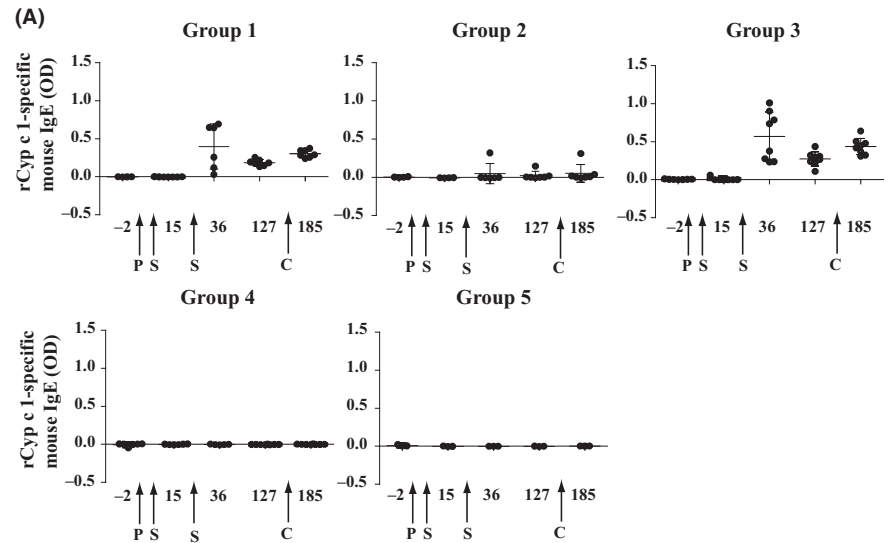 (A)
Group 1
Group 2
Group 3
rCyp c 1-specific
mouse IgE (OD)
1.5
1.0
0.5
0.0
−0.5
−2 15 36 127 185
P S S C
1.5
1.0
0.5
0.0
−0.5
−2 15 36 127 185
P S S C
1.5
1.0
0.5
0.0
−0.5
−2 15 36 127 185
P S S C
Group 4
Group 5
rCyp c 1-specific
mouse IgE (OD)
1.5
1.0
0.5
0.0
−0.5
−2 15 36 127 185
P S S C
1.5
1.0
0.5
0.0
−0.5
−2 15 36 127 185
P S S C